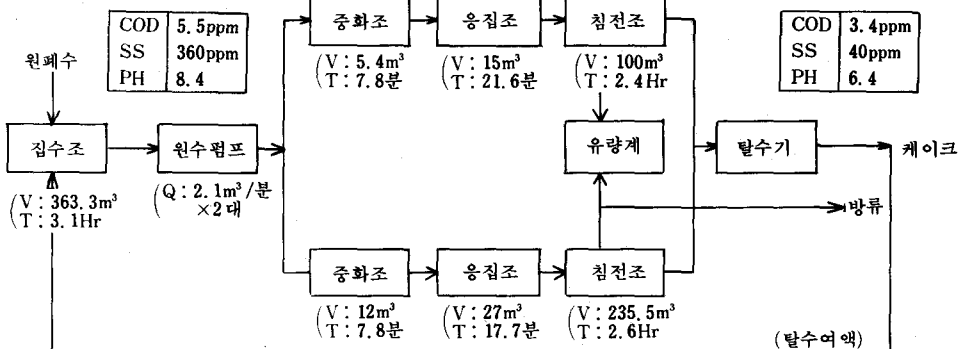 COD 5.5ppm
SS 360ppm
PH 8.4
원폐수
집수조
(V : 363.3m³
T : 3.1Hr
원수펌프
(Q : 2.1m³/분
×2대
중화조
(V : 5.4m³
T : 7.8분
응집조
(V : 15m³
T : 21.6분
침전조
(V : 100m³
T : 2.4Hr
COD 3.4ppm
SS 40ppm
PH 6.4
유량계
탈수기
케이크
방류
중화조
(V : 12m³
T : 7.8분
응집조
(V : 27m³
T : 17.7분
침전조
(V : 235.5m³
T : 2.6Hr
(탈수여액)